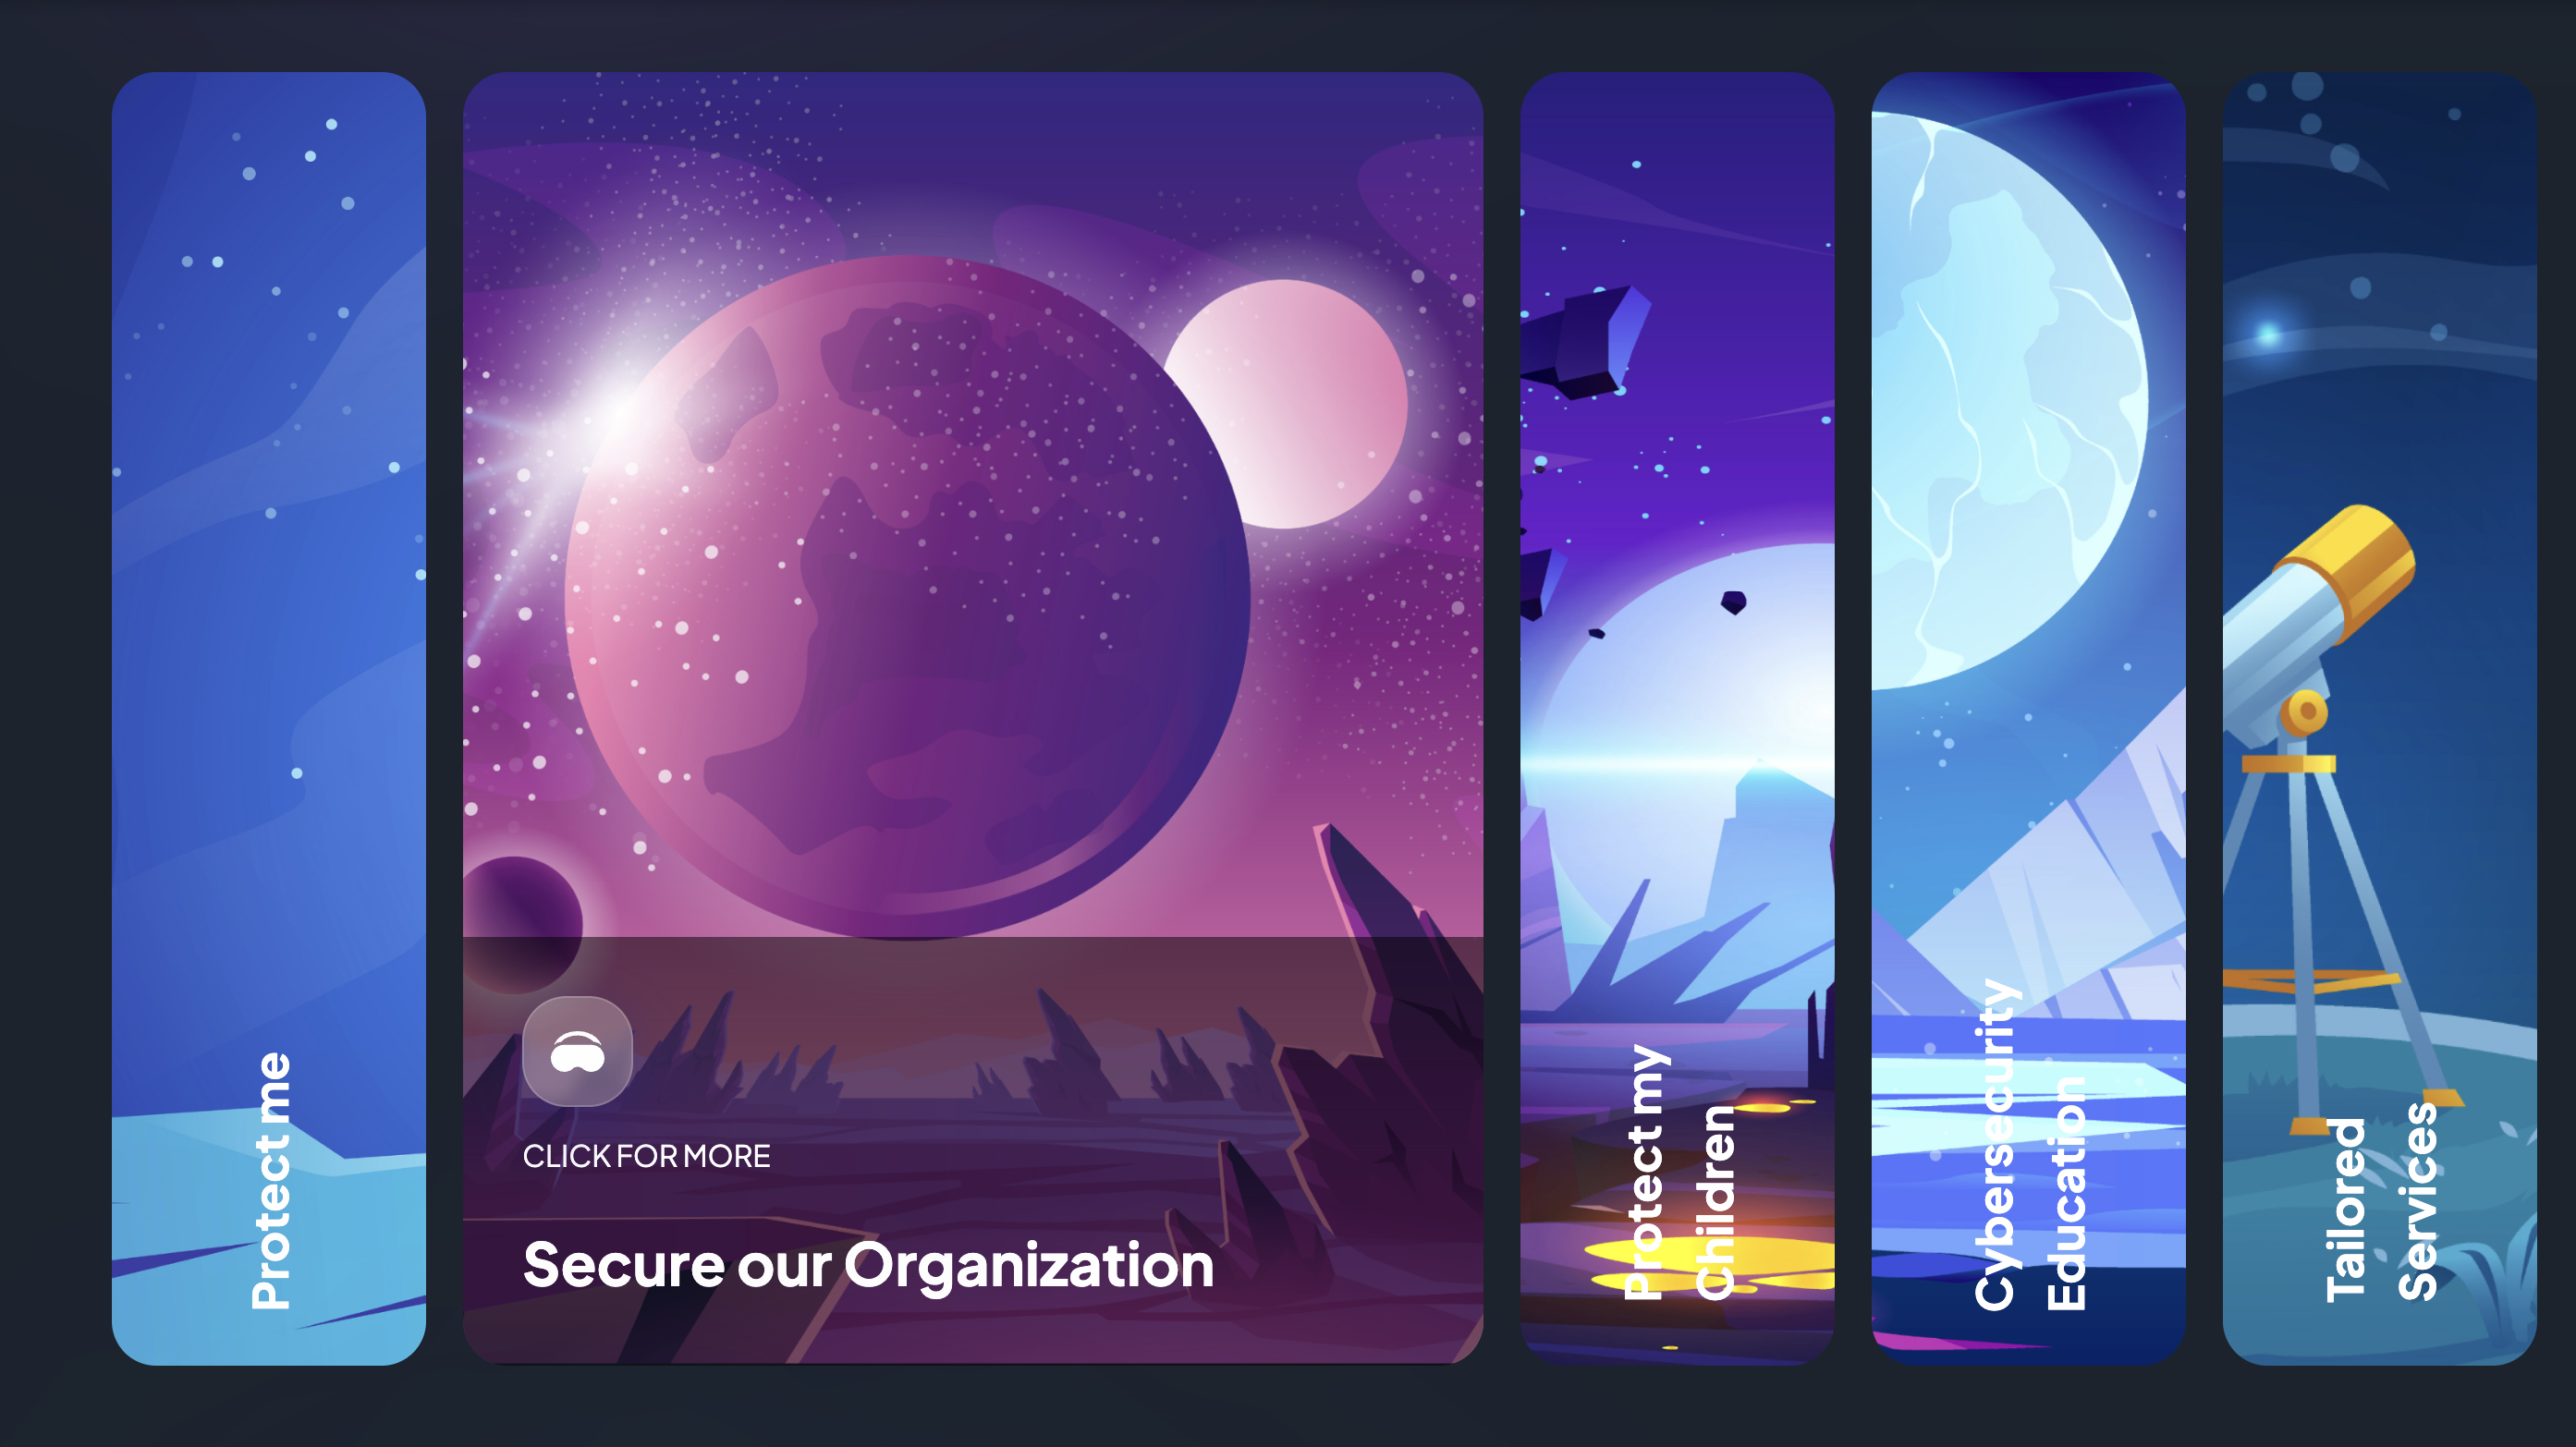 Protect me
CLICK FOR MORE
Secure our Organization
Protect my
Children
Cybersecurity
Education
Tailored
Services